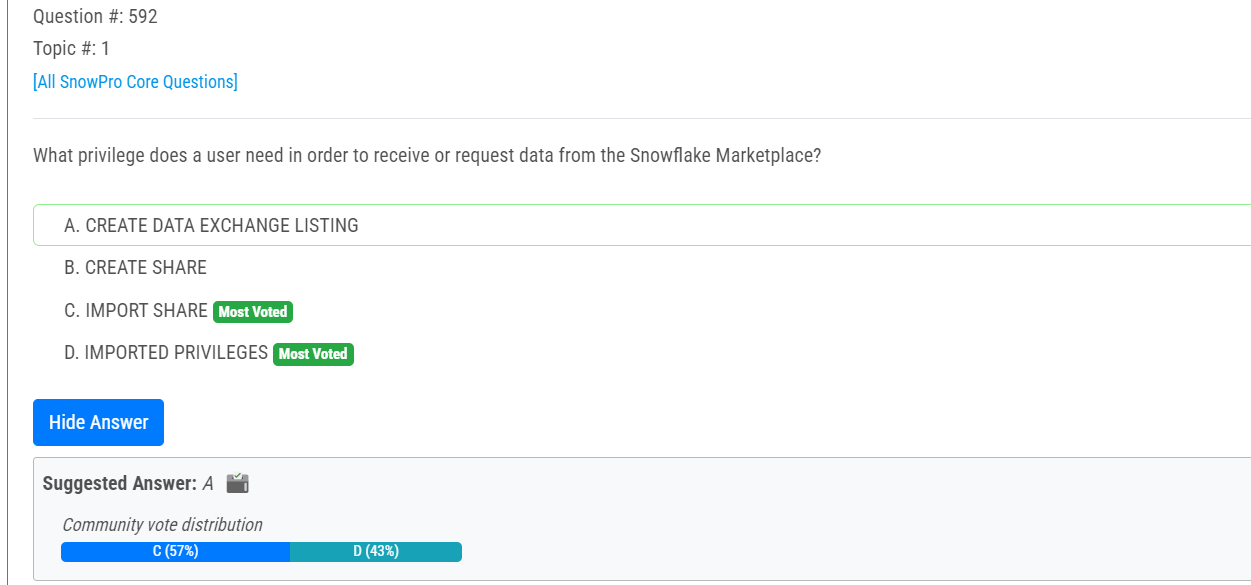 Question #: 592
Topic #: 1
[All SnowPro Core Questions]
What privilege does a user need in order to receive or request data from the Snowflake Marketplace?
A. CREATE DATA EXCHANGE LISTING
B. CREATE SHARE
C. IMPORT SHARE Most Voted
D. IMPORTED PRIVILEGES Most Voted
Hide Answer
Suggested Answer: A
Community vote distribution
C (57%) D (43%)